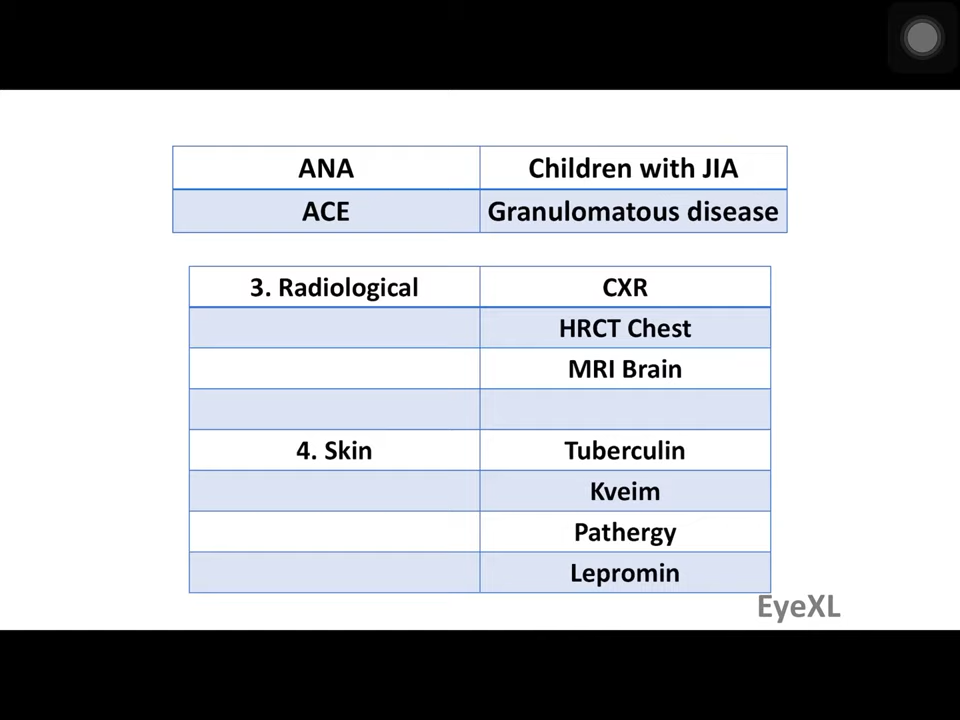 ANA Children with JIA
ACE Granulomatous disease
3. Radiological CXR
HRCT Chest
MRI Brain
4. Skin Tuberculin
Kveim
Pathergy
Lepromin
EyeXL